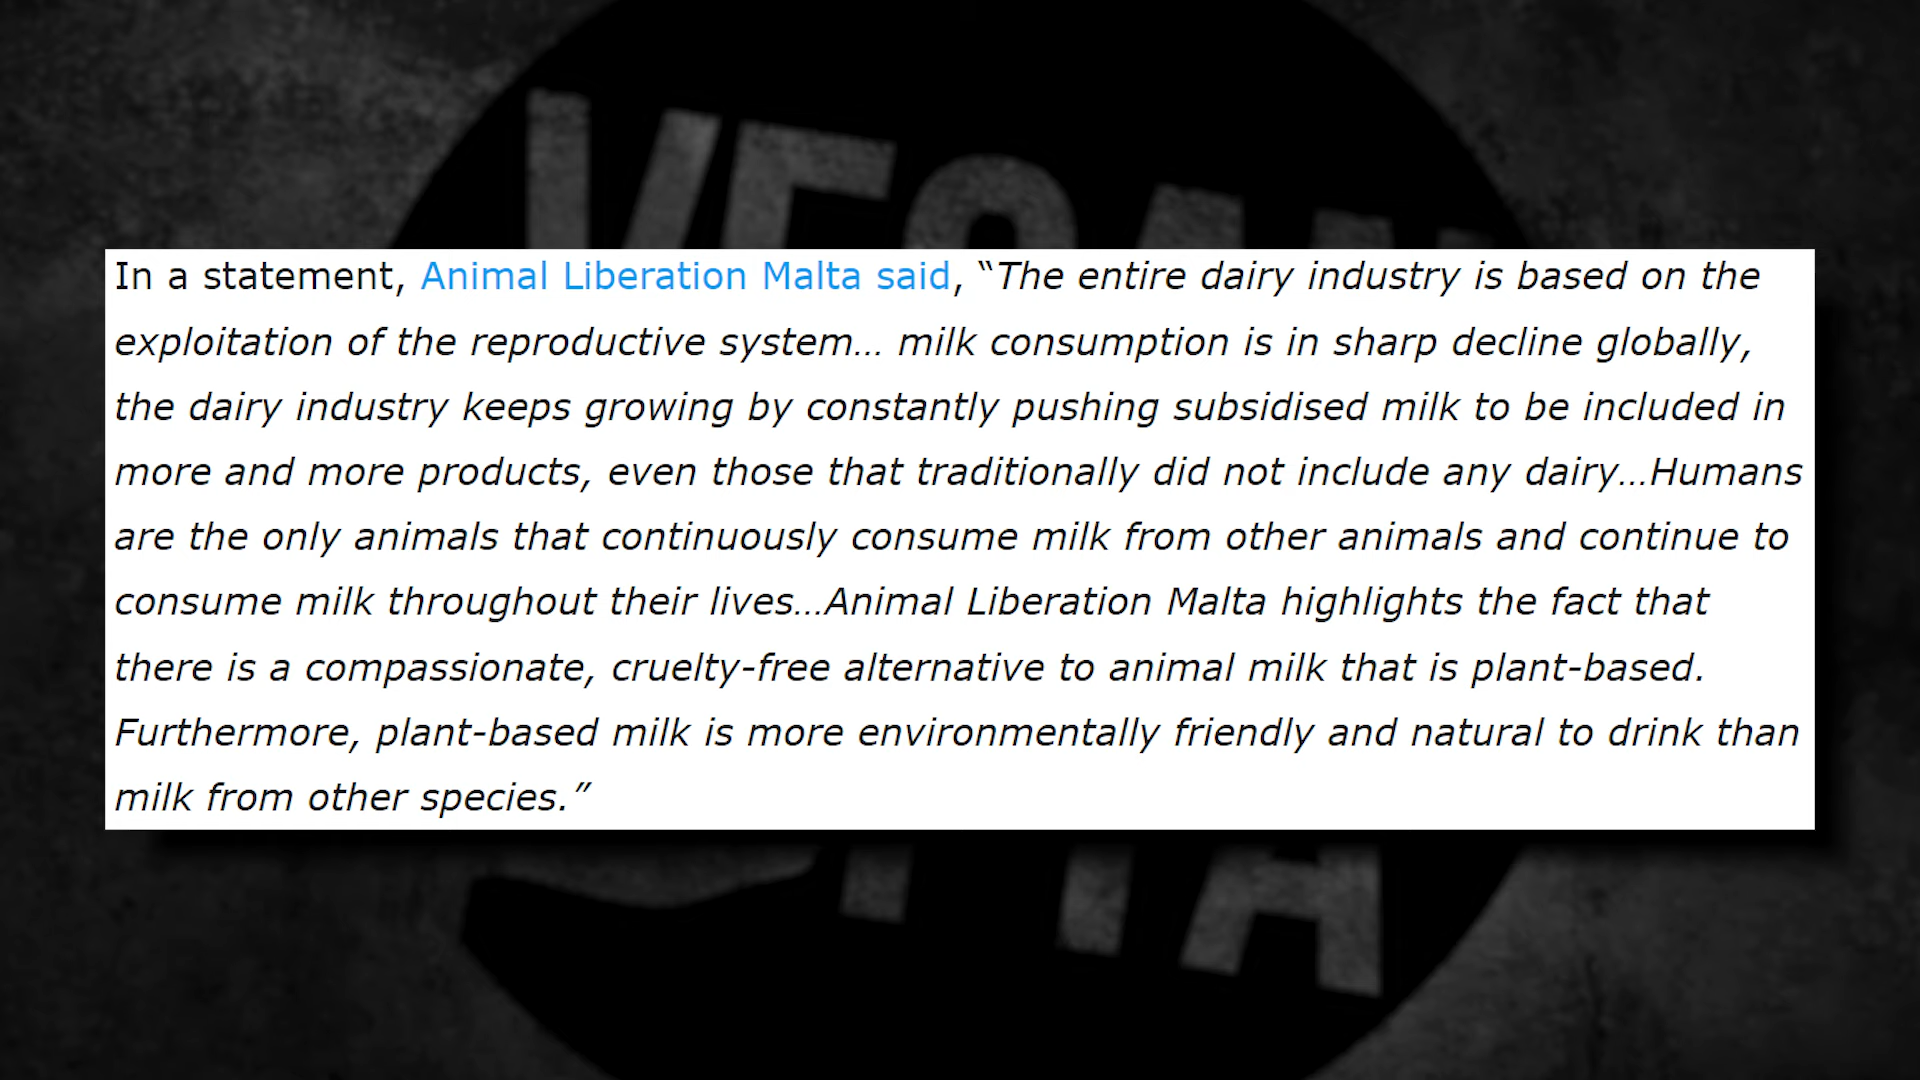 VEGAN
In a statement, Animal Liberation Malta said, “The entire dairy industry is based on the
exploitation of the reproductive system… milk consumption is in sharp decline globally,
the dairy industry keeps growing by constantly pushing subsidised milk to be included in
more and more products, even those that traditionally did not include any dairy…Humans
are the only animals that continuously consume milk from other animals and continue to
consume milk throughout their lives…Animal Liberation Malta highlights the fact that
there is a compassionate, cruelty-free alternative to animal milk that is plant-based.
Furthermore, plant-based milk is more environmentally friendly and natural to drink than
milk from other species.”